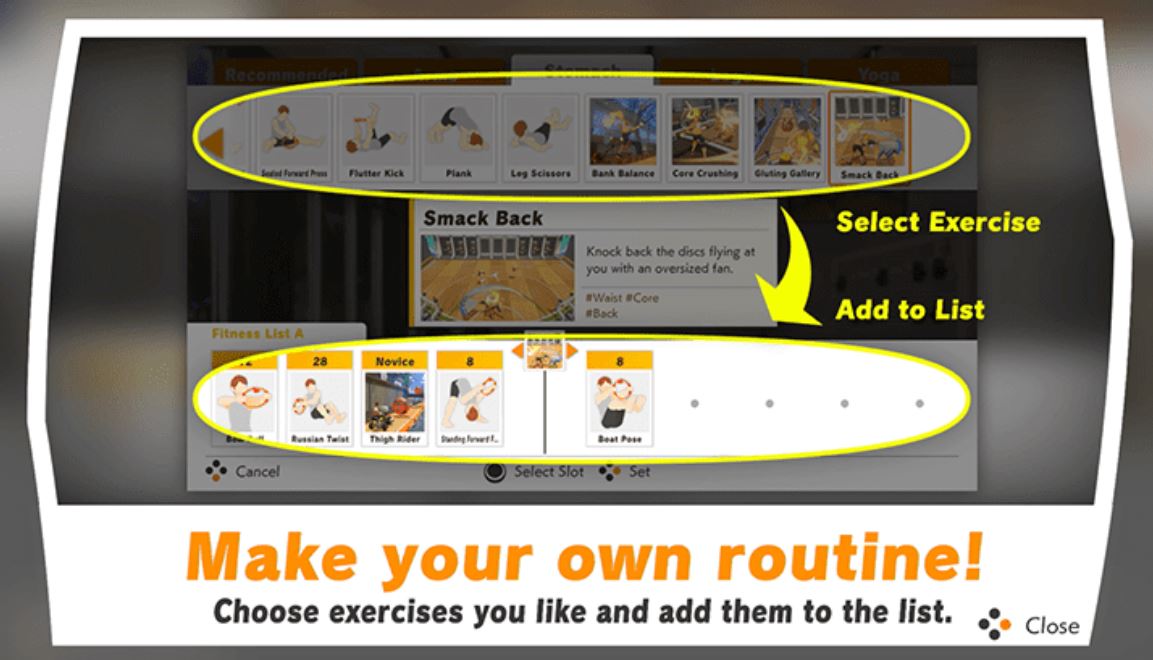 Recommended Stomach Yoga
Seated Forward Press Flutter Kick Plank Leg Scissors Bank Balance Core Crushing Gluting Gallery Smack Back
Smack Back
Knock back the discs flying at
you with an oversized fan.
#Waist #Core
#Back
Select Exercise
Add to List
Fitness List A
28 Novice 8 8
Russian Twist Thigh Rider Standing Forward F... Boat Pose
Cancel Select Slot Set
Make your own routine!
Choose exercises you like and add them to the list.
Close